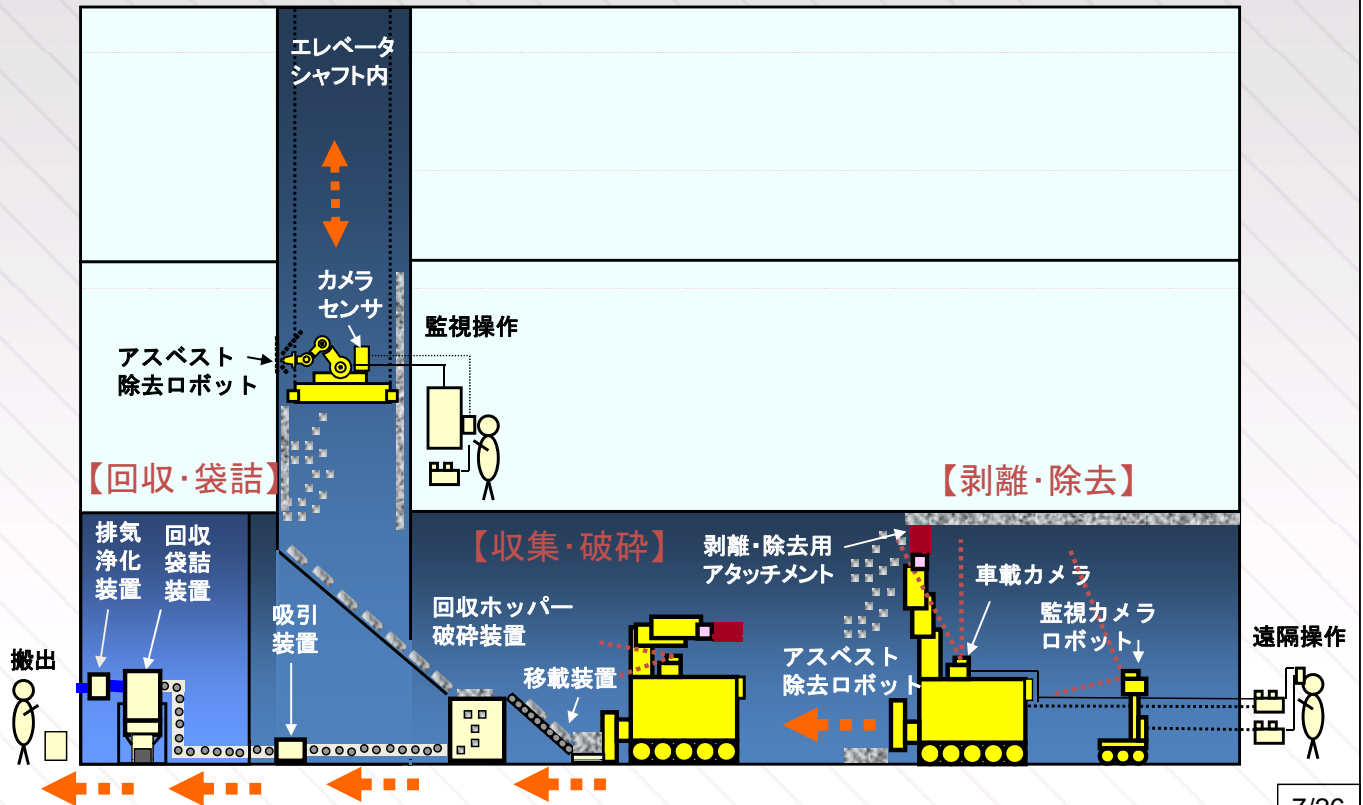 エレベータ
シャフト内
カメラ
センサ
監視操作
アスベスト
除去ロボット
【回収・袋詰】
【剥離・除去】
排気
浄化
装置
回収
袋詰
装置
【収集・破砕】
剥離・除去用
アタッチメント
車載カメラ
吸引
装置
回収ホッパー
破砕装置
監視カメラ
ロボット
遠隔操作
搬出
移載装置
アスベスト
除去ロボット